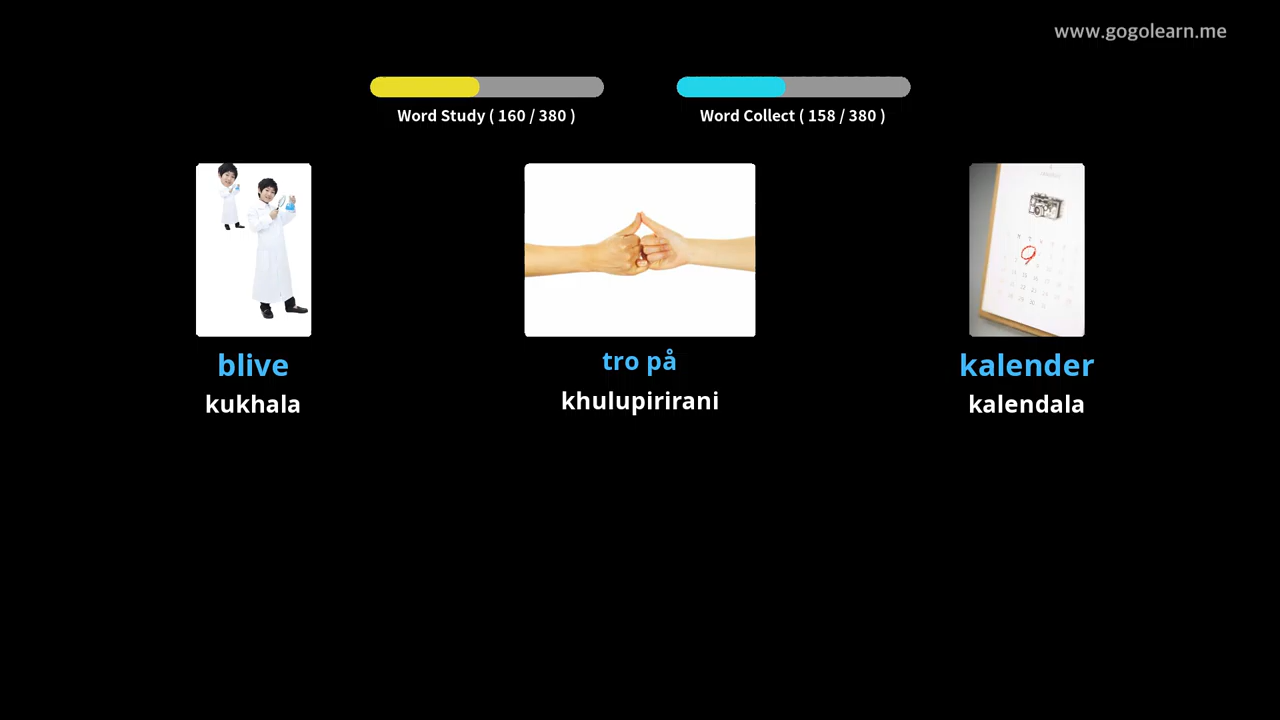 www.gogolearn.me
Word Study ( 160 / 380 )
Word Collect ( 158 / 380 )
blive
kukhala
tro på
khulupirirani
kalender
kalendala